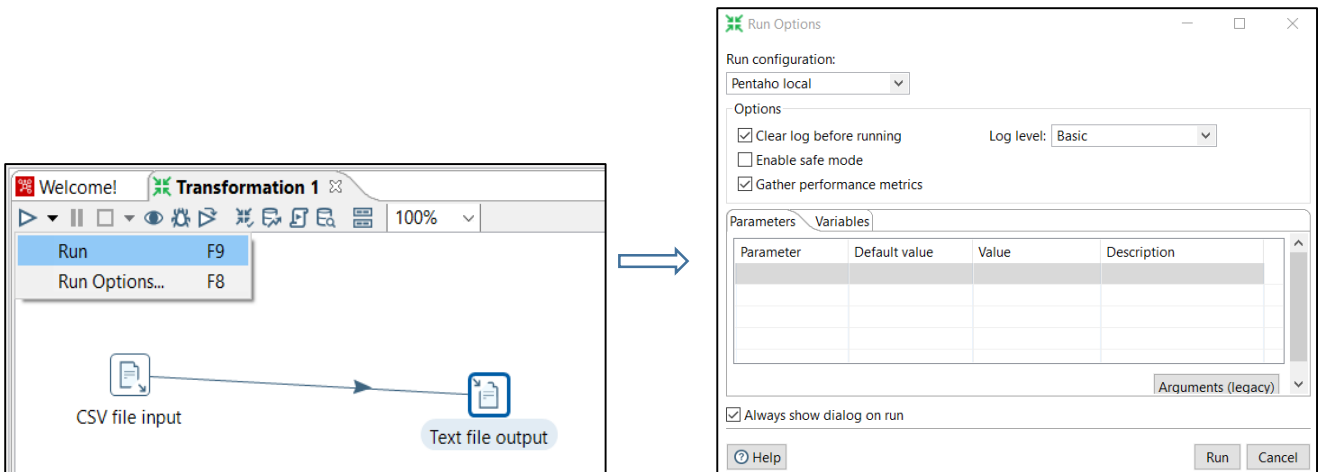 Welcome!
Transformation 1
100%
Run F9
Run Options... F8
CSV file input
Text file output
Run Options
Run configuration:
Pentaho local
Options
Clear log before running Log level: Basic
Enable safe mode
Gather performance metrics
Parameters Variables
Parameter Default value Value Description
Arguments (legacy)
Always show dialog on run
Help Run Cancel